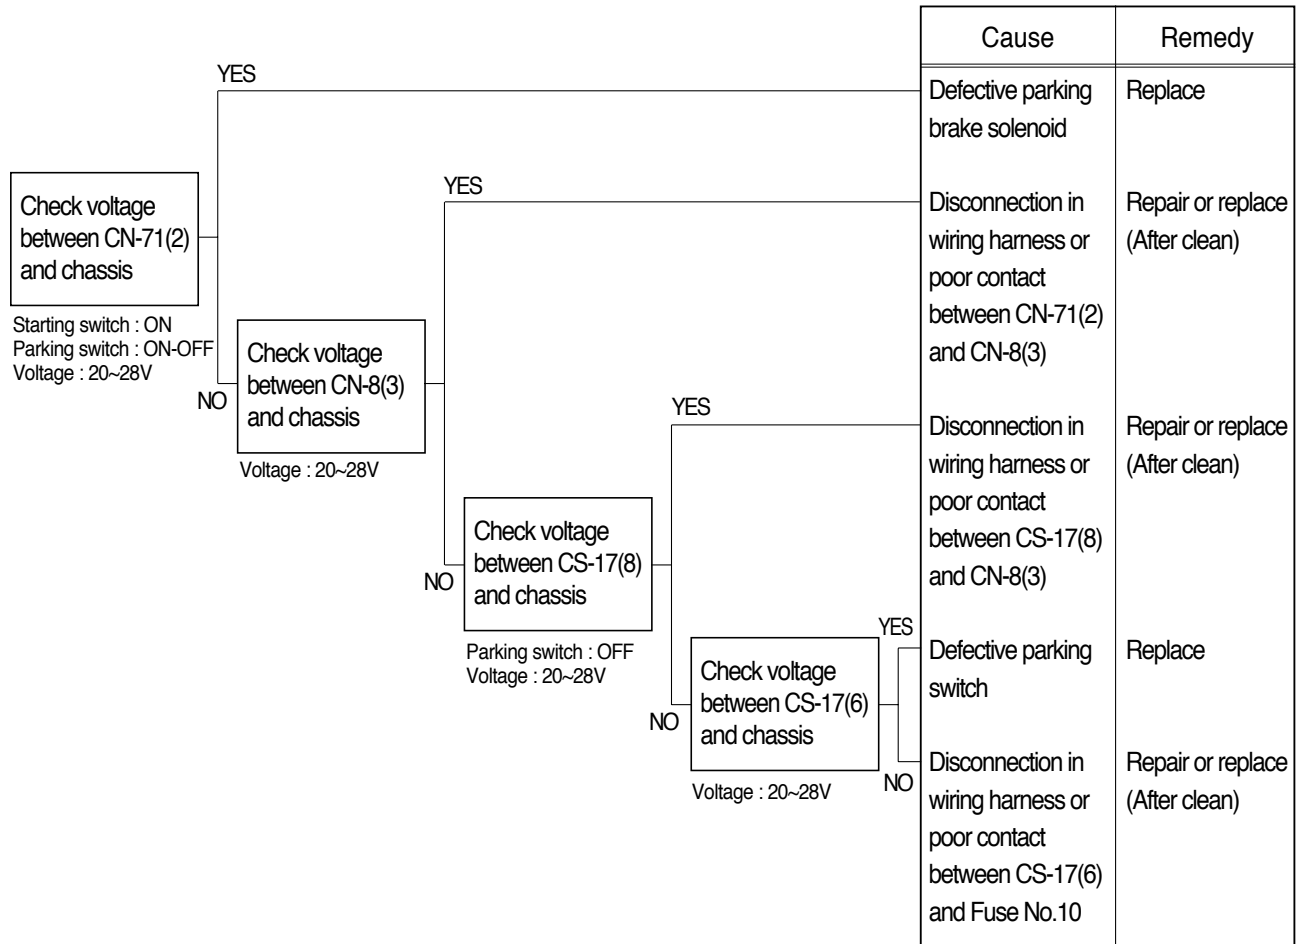 Cause
Remedy
YES
Defective parking
brake solenoid
Replace
Check voltage
between CN-71(2)
and chassis
Starting switch : ON
Parking switch : ON-OFF
Voltage : 20~28V
YES
Disconnection in
wiring harness or
poor contact
between CN-71(2)
and CN-8(3)
Repair or replace
(After clean)
NO
Check voltage
between CN-8(3)
and chassis
Voltage : 20~28V
YES
Disconnection in
wiring harness or
poor contact
between CS-17(8)
and CN-8(3)
Repair or replace
(After clean)
NO
Check voltage
between CS-17(8)
and chassis
Parking switch : OFF
Voltage : 20~28V
YES
Defective parking
switch
Replace
NO
Check voltage
between CS-17(6)
and chassis
Voltage : 20~28V
NO
Disconnection in
wiring harness or
poor contact
between CS-17(6)
and Fuse No.10
Repair or replace
(After clean)